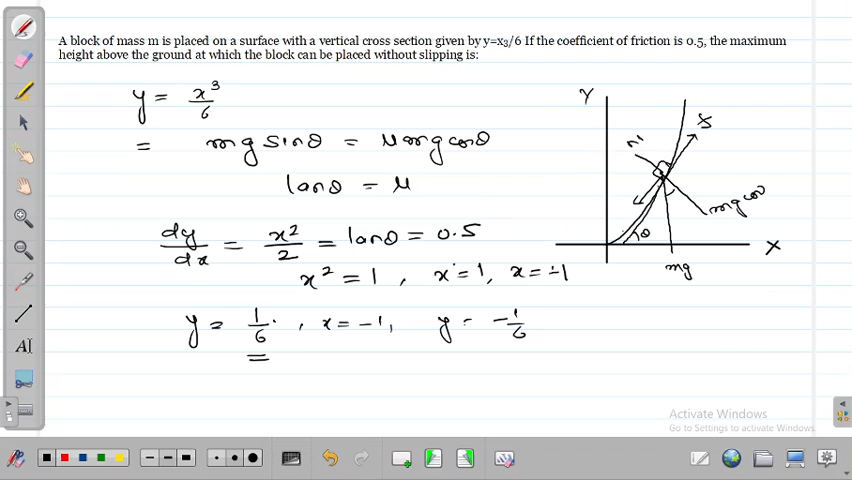 A block of mass m is placed on a surface with a vertical cross section given by y=x3/6 If the coefficient of friction is 0.5, the maximum
height above the ground at which the block can be placed without slipping is:
y = x³/6
= mg sinθ = μmg cosθ
tanθ = μ
dy/dx = x²/2 = tanθ = 0.5
x² = 1, x = 1, x = -1
y = 1/6, x = -1, y = -1/6
Y
mg
θ
X
mg
Activate Windows
Go to Settings to activate Windows.